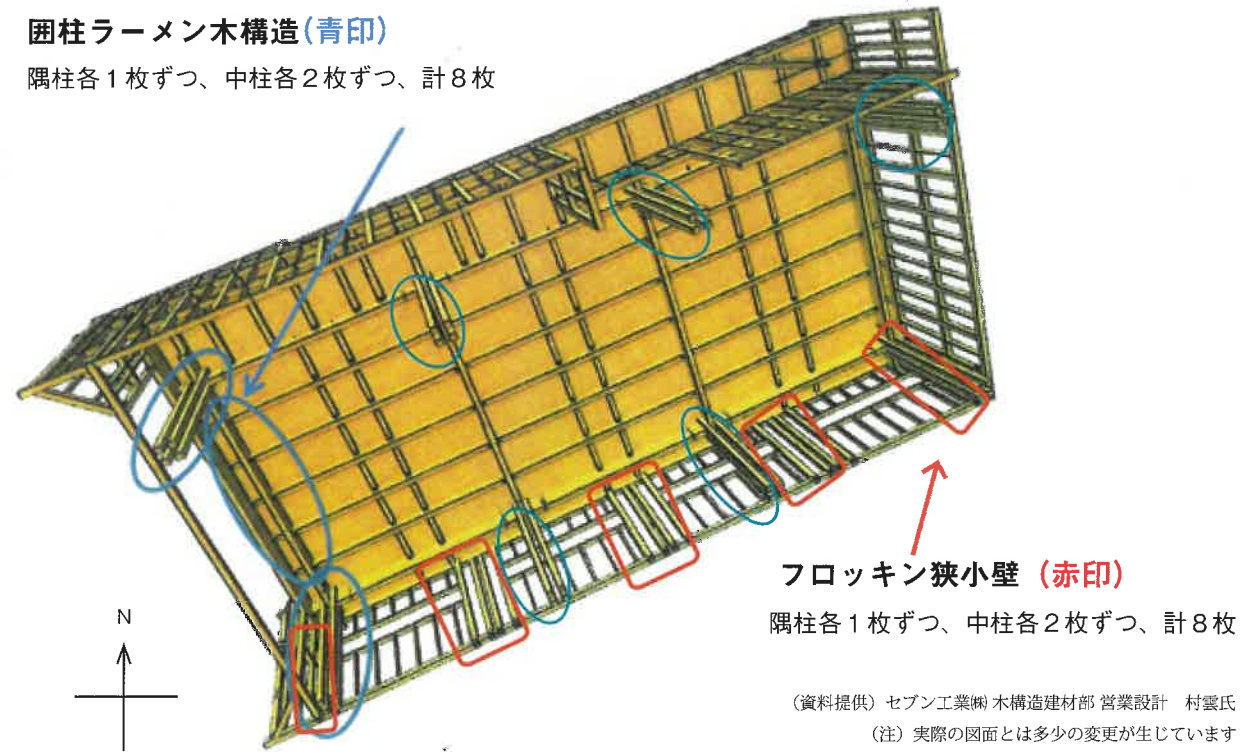 囲柱ラーメン木構造(青印)
隅柱各1枚ずつ、中柱各2枚ずつ、計8枚
N
フロッキン狭小壁（赤印）
隅柱各1枚ずつ、中柱各2枚ずつ、計8枚
（資料提供）セブン工業㈱ 木構造建材部 営業設計　村雲氏
（注）実際の図面とは多少の変更が生じています